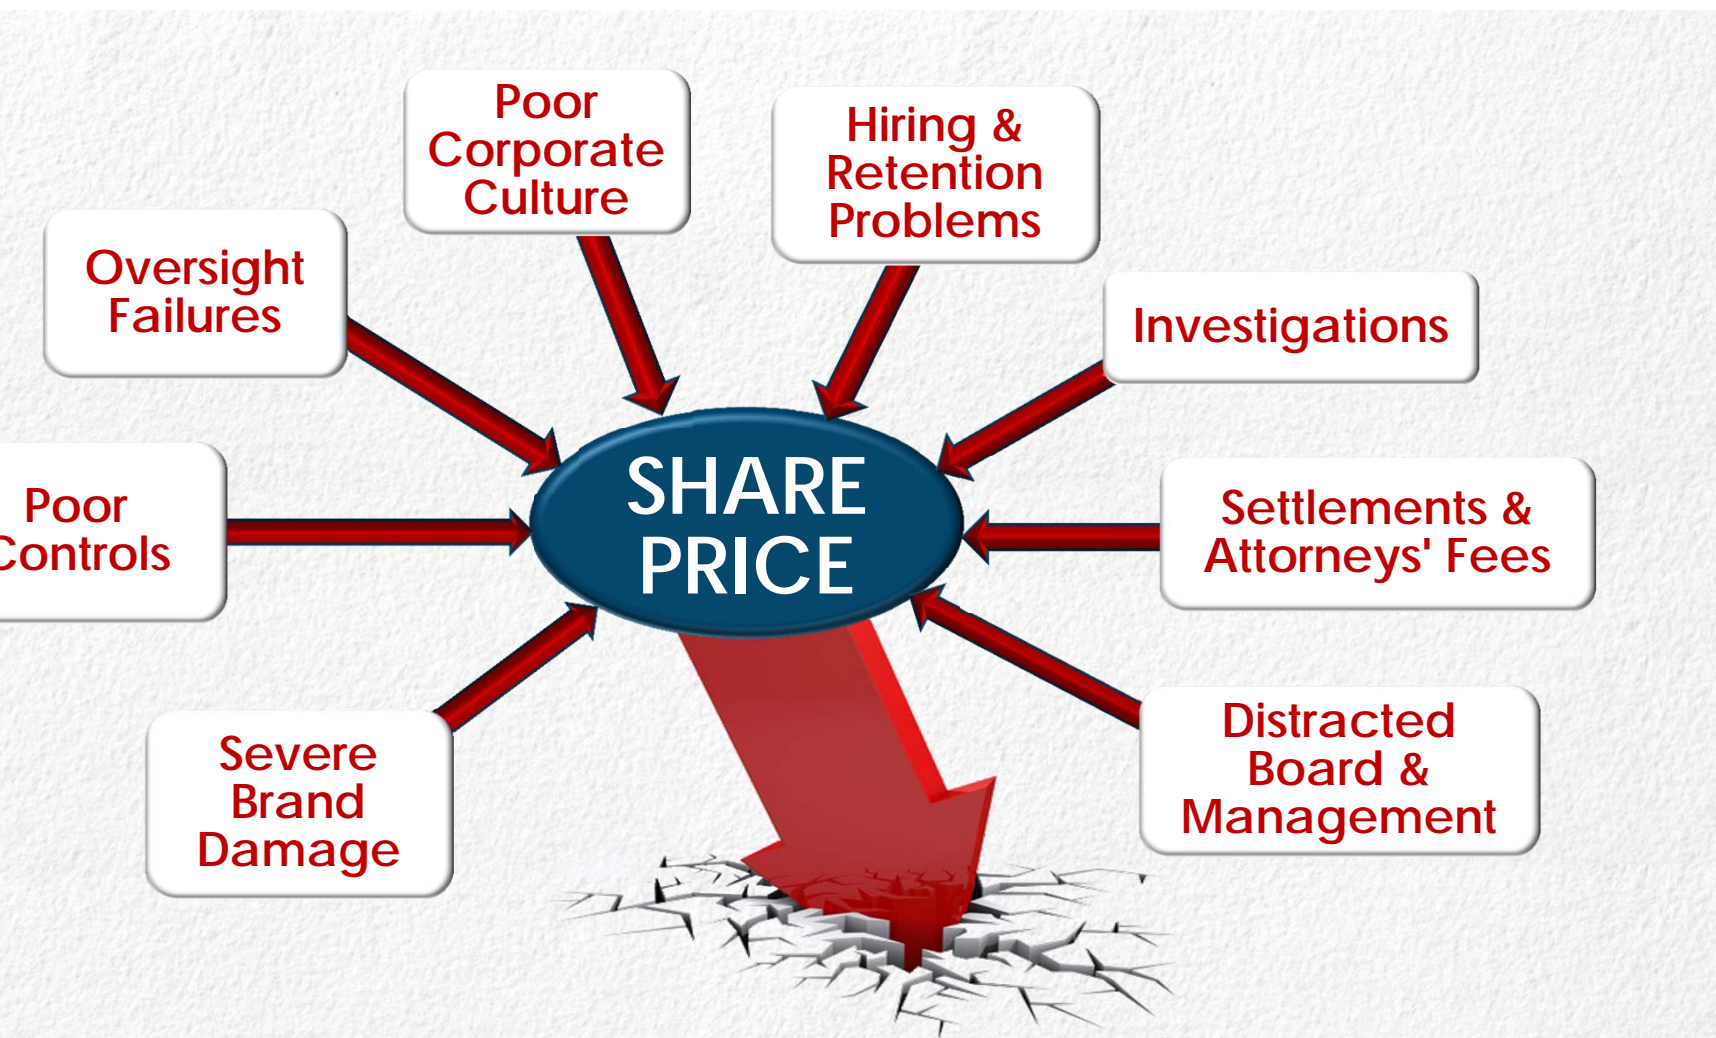 Poor
Corporate
Culture
Hiring &
Retention
Problems
Oversight
Failures
Investigations
SHARE
PRICE
Poor
Controls
Settlements &
Attorneys' Fees
Severe
Brand
Damage
Distracted
Board &
Management